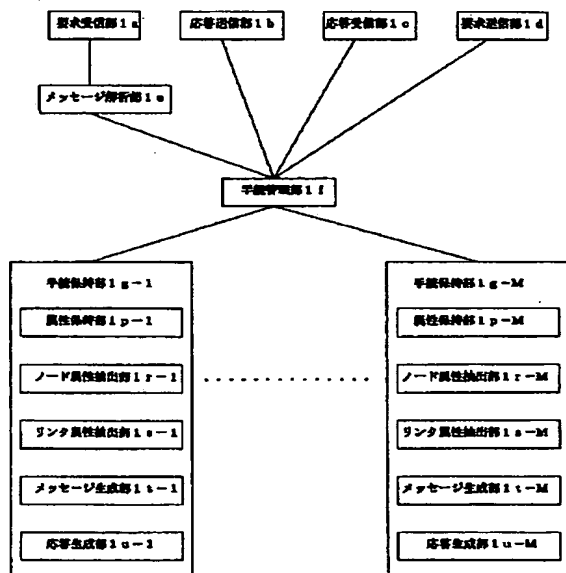 要求受信部1a
応答送信部1b
応答受信部1c
要求送信部1d
メッセージ解析部1e
手続管理部1f
手続保持部1g-1
属性保持部1p-1
ノード属性抽出部1r-1
リンク属性抽出部1s-1
メッセージ生成部1t-1
応答生成部1u-1
手続保持部1g-M
属性保持部1p-M
ノード属性抽出部1r-M
リンク属性抽出部1s-M
メッセージ生成部1t-M
応答生成部1u-M